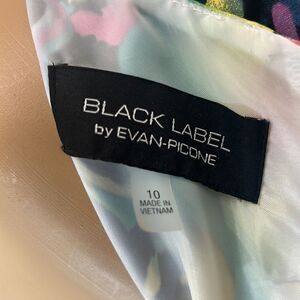 BLACK LABEL
by EVAN-PICONE
10
MADE IN
VIETNAM